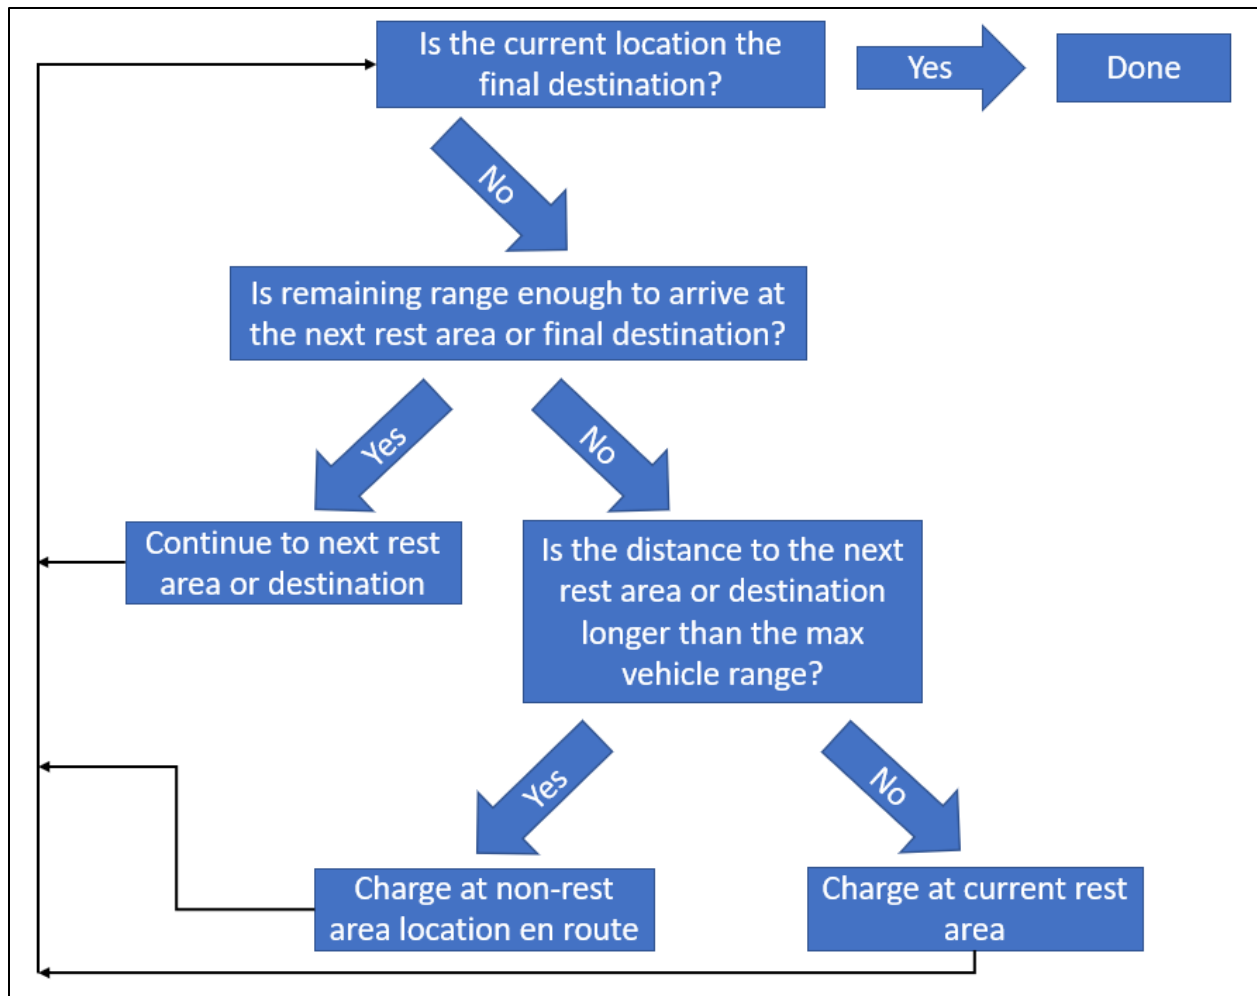 Is the current location the
final destination?
Yes
Done
No
Is remaining range enough to arrive at
the next rest area or final destination?
Yes
No
Continue to next rest
area or destination
Is the distance to the next
rest area or destination
longer than the max
vehicle range?
Yes
No
Charge at non-rest
area location en route
Charge at current rest
area